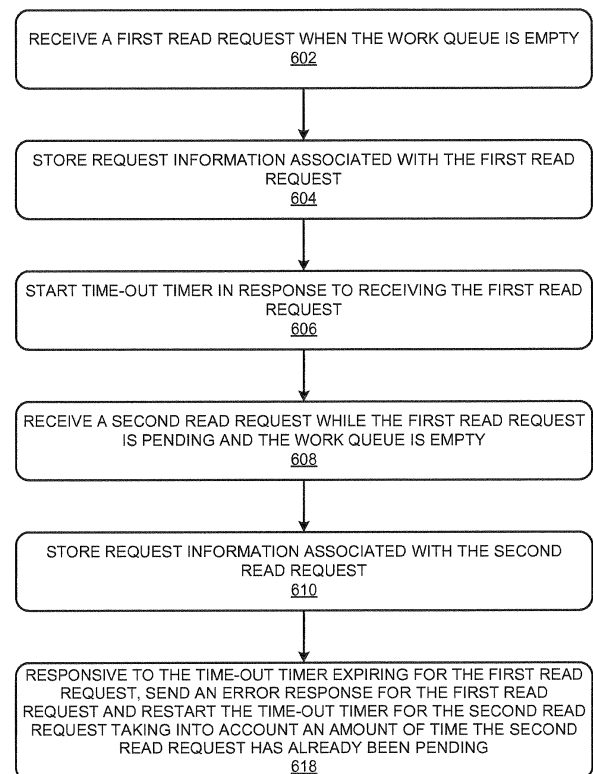 RECEIVE A FIRST READ REQUEST WHEN THE WORK QUEUE IS EMPTY
602
STORE REQUEST INFORMATION ASSOCIATED WITH THE FIRST READ
REQUEST
604
START TIME-OUT TIMER IN RESPONSE TO RECEIVING THE FIRST READ
REQUEST
606
RECEIVE A SECOND READ REQUEST WHILE THE FIRST READ REQUEST
IS PENDING AND THE WORK QUEUE IS EMPTY
608
STORE REQUEST INFORMATION ASSOCIATED WITH THE SECOND
READ REQUEST
610
RESPONSIVE TO THE TIME-OUT TIMER EXPIRING FOR THE FIRST READ
REQUEST, SEND AN ERROR RESPONSE FOR THE FIRST READ
REQUEST AND RESTART THE TIME-OUT TIMER FOR THE SECOND READ
REQUEST TAKING INTO ACCOUNT AN AMOUNT OF TIME THE SECOND
READ REQUEST HAS ALREADY BEEN PENDING
618